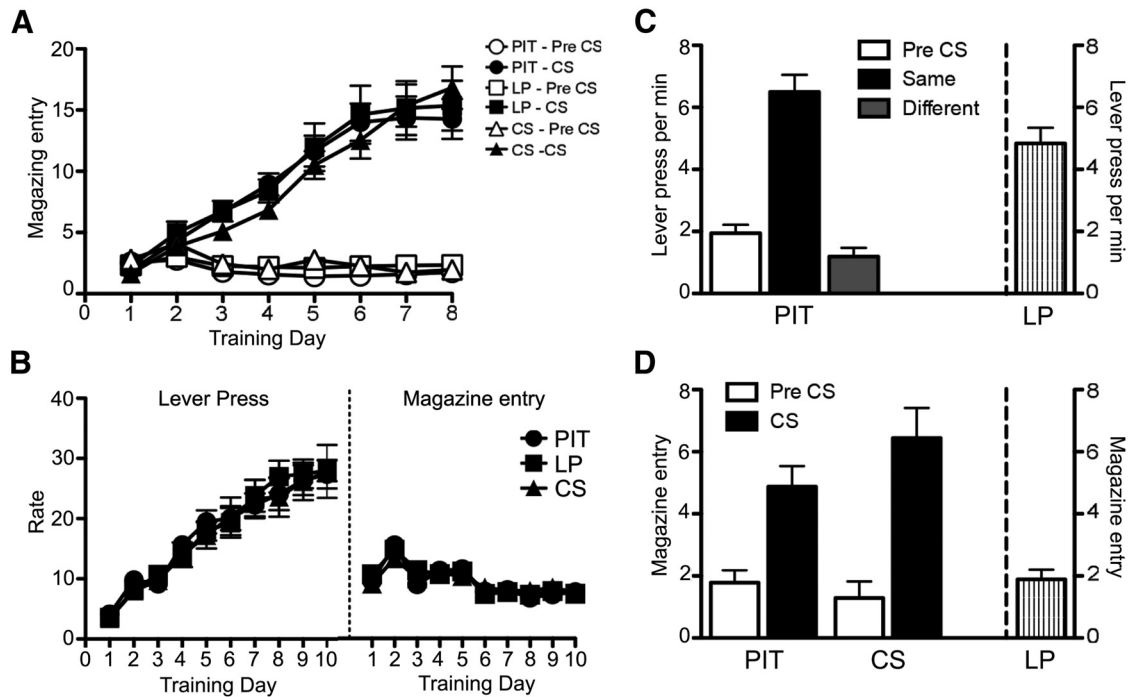 A
20
15
10
5
0
Magazing entry
0 1 2 3 4 5 6 7 8
Training Day
PIT - Pre CS
PIT - CS
LP - Pre CS
LP - CS
CS - Pre CS
CS -CS
B
40
30
20
10
0
Rate
Lever Press
Magazine entry
PIT
LP
CS
0 1 2 3 4 5 6 7 8 9 10
1 2 3 4 5 6 7 8 9 10
Training Day
Training Day
C
8
6
4
2
0
Lever press per min
Pre CS
Same
Different
8
6
4
2
0
Lever press per min
PIT
LP
D
8
6
4
2
0
Magazine entry
Pre CS
CS
8
6
4
2
0
Magazine entry
PIT
CS
LP